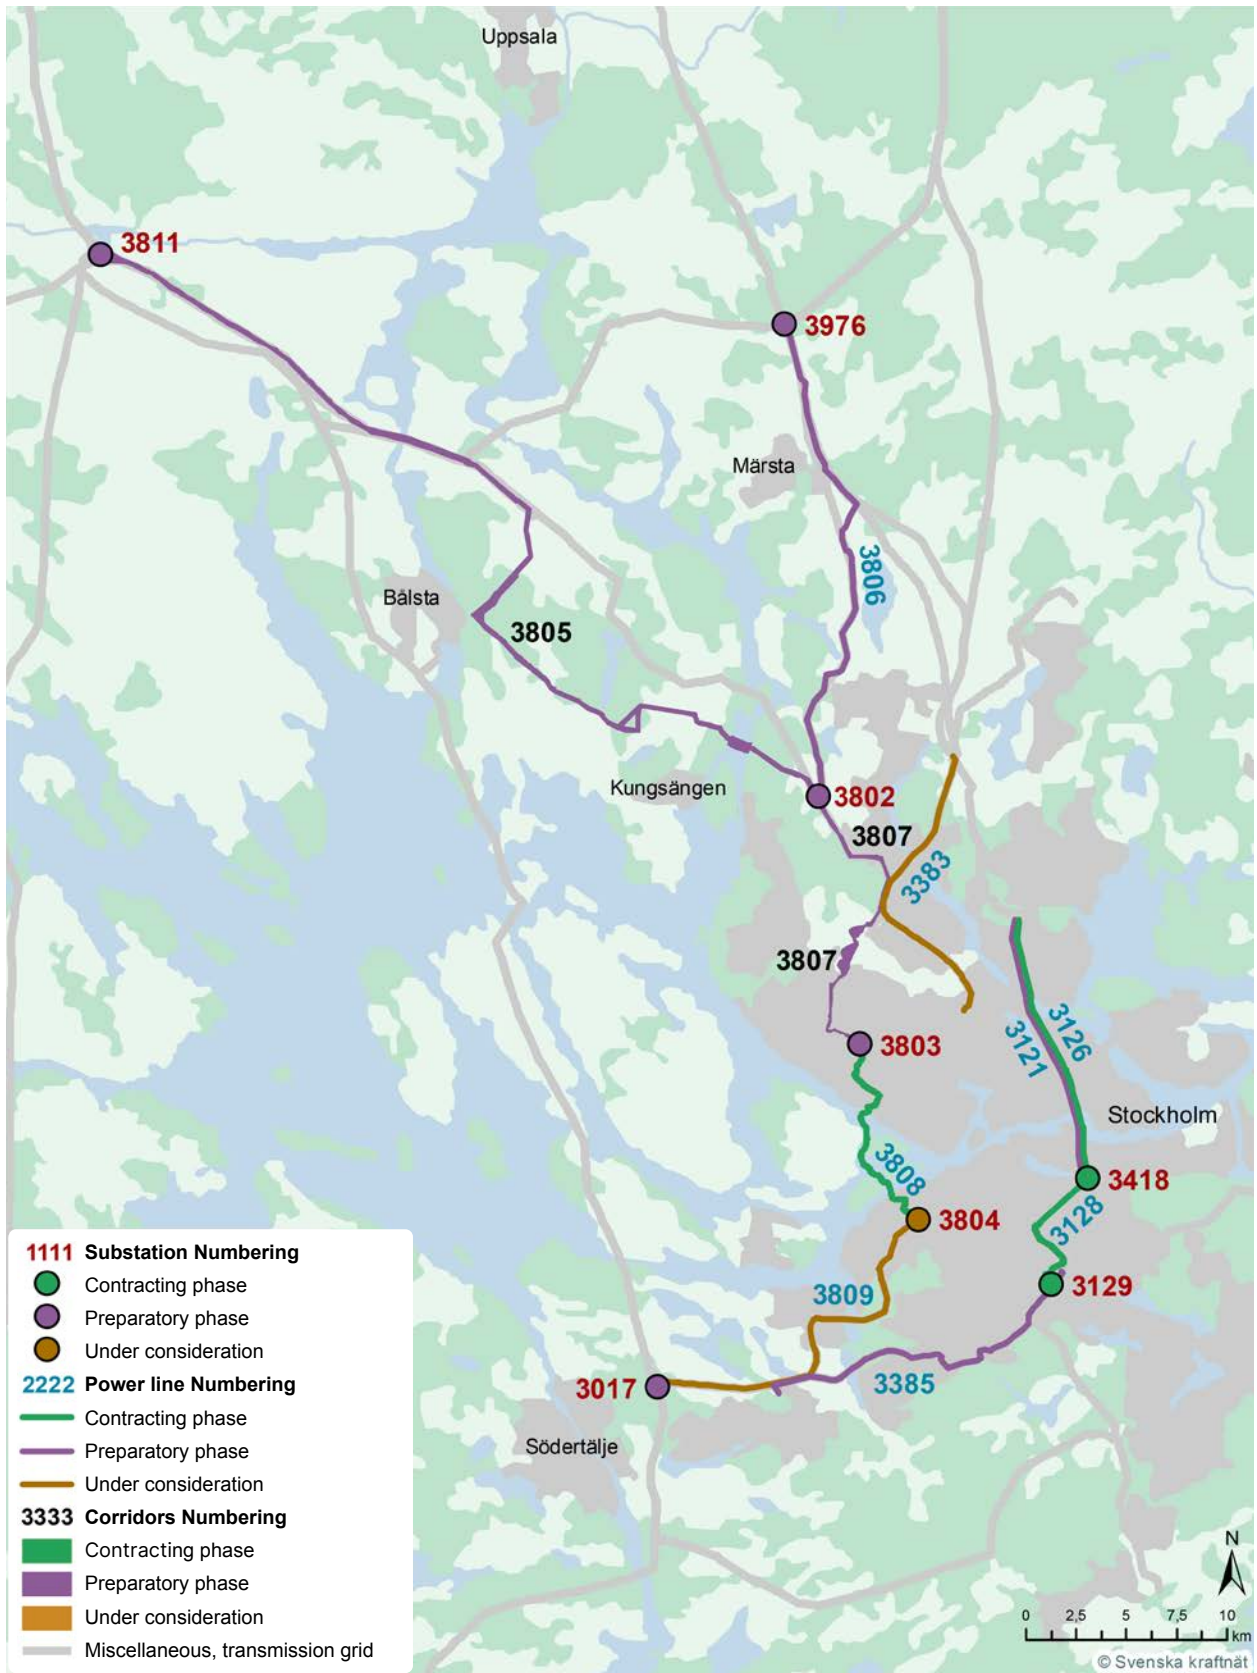 Uppsala
3811
3976
Märsta
3806
Bålsta
3805
Kungsängen
3802
3807
3383
3807
3803
3126
3121
Stockholm
3808
3418
3804
3128
3129
3809
3017
3385
Södertälje
1111 Substation Numbering
Contracting phase
Preparatory phase
Under consideration
2222 Power line Numbering
Contracting phase
Preparatory phase
Under consideration
3333 Corridors Numbering
Contracting phase
Preparatory phase
Under consideration
Miscellaneous, transmission grid
N
0 2,5 5 7,5 10
km
© Svenska kraftnät